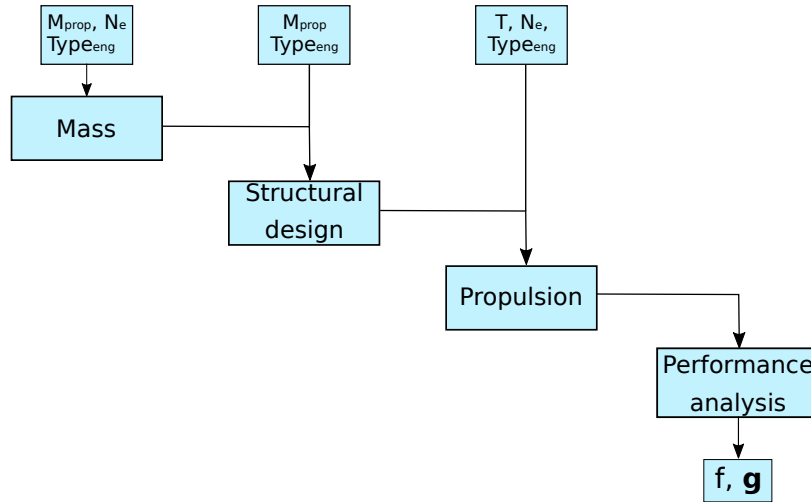 Mprop, Ne
Typeeng
Mprop
Typeeng
T, Ne,
Typeeng
Mass
Structural
design
Propulsion
Performance
analysis
f, g